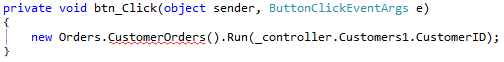 private void btn_Click(object sender, ButtonClickEventArgs e)
{
    new Orders.CustomerOrders().Run(_controller.Customers1.CustomerID);
}